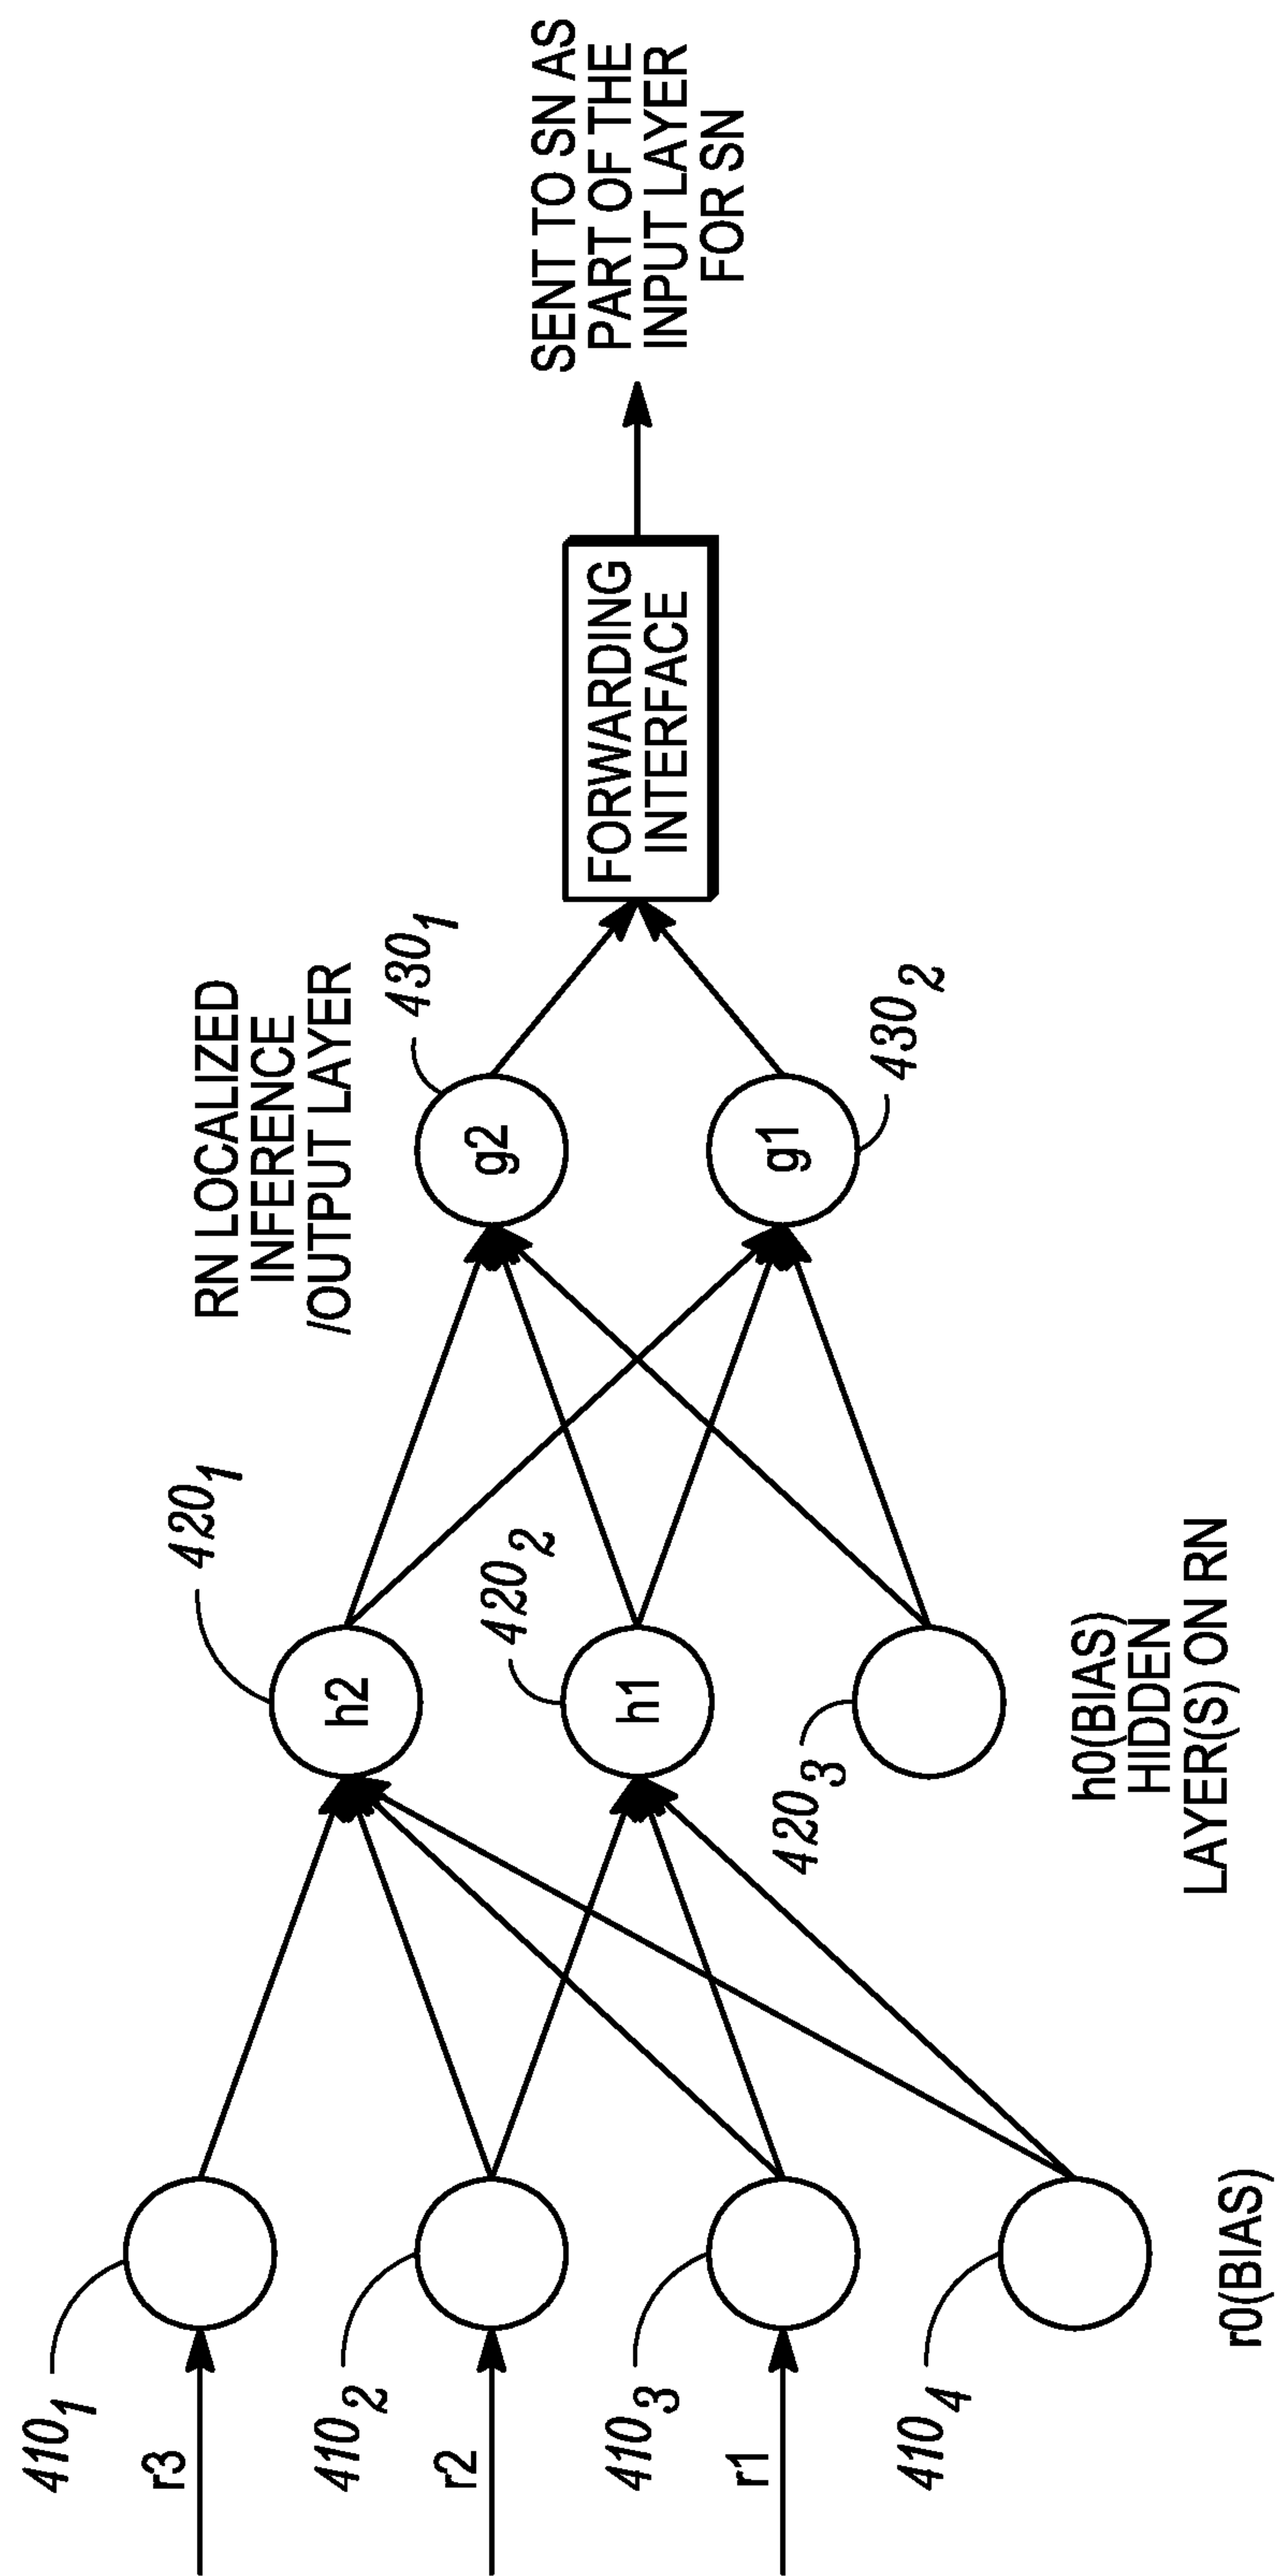 410₁
r3
410₂
r2
410₃
r1
410₄
r0(BIAS)
420₁
h2
420₂
h1
420₃
h0(BIAS)
HIDDEN
LAYER(S) ON RN
RN LOCALIZED
INFERENCE
/OUTPUT LAYER
g2
430₁
g1
430₂
FORWARDING
INTERFACE
SENT TO SN AS
PART OF THE
INPUT LAYER
FOR SN